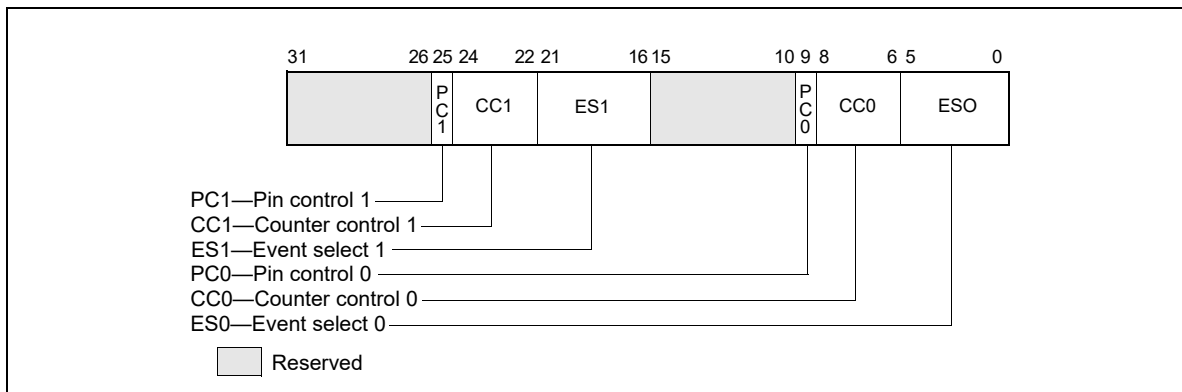 31 26 25 24 22 21 16 15 10 9 8 6 5 0
PC1 CC1 ES1 PC0 CC0 ESO
PC1—Pin control 1
CC1—Counter control 1
ES1—Event select 1
PC0—Pin control 0
CC0—Counter control 0
ES0—Event select 0
Reserved